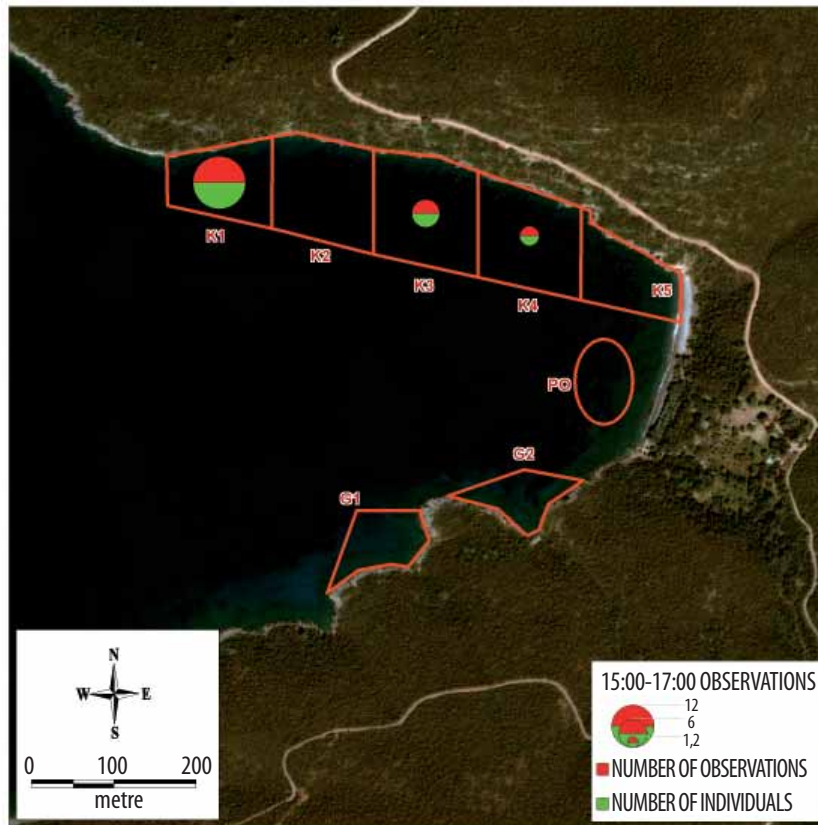 K1
K2
K3
K4
K5
PO
G2
G1
N
W E
S
0 100 200
metre
15:00-17:00 OBSERVATIONS
12
6
1,2
NUMBER OF OBSERVATIONS
NUMBER OF INDIVIDUALS